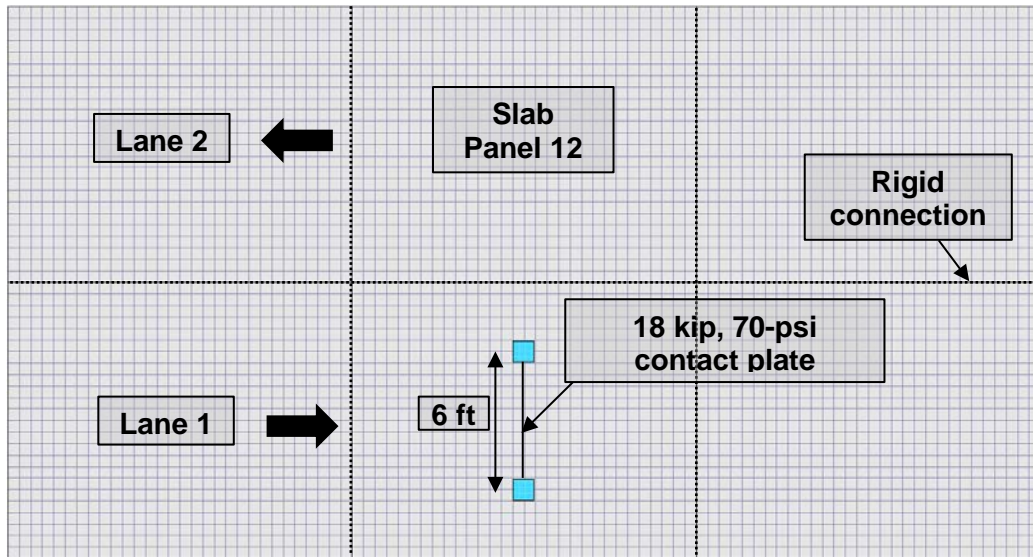 Slab
Panel 12
Lane 2
Rigid
connection
18 kip, 70-psi
contact plate
6 ft
Lane 1